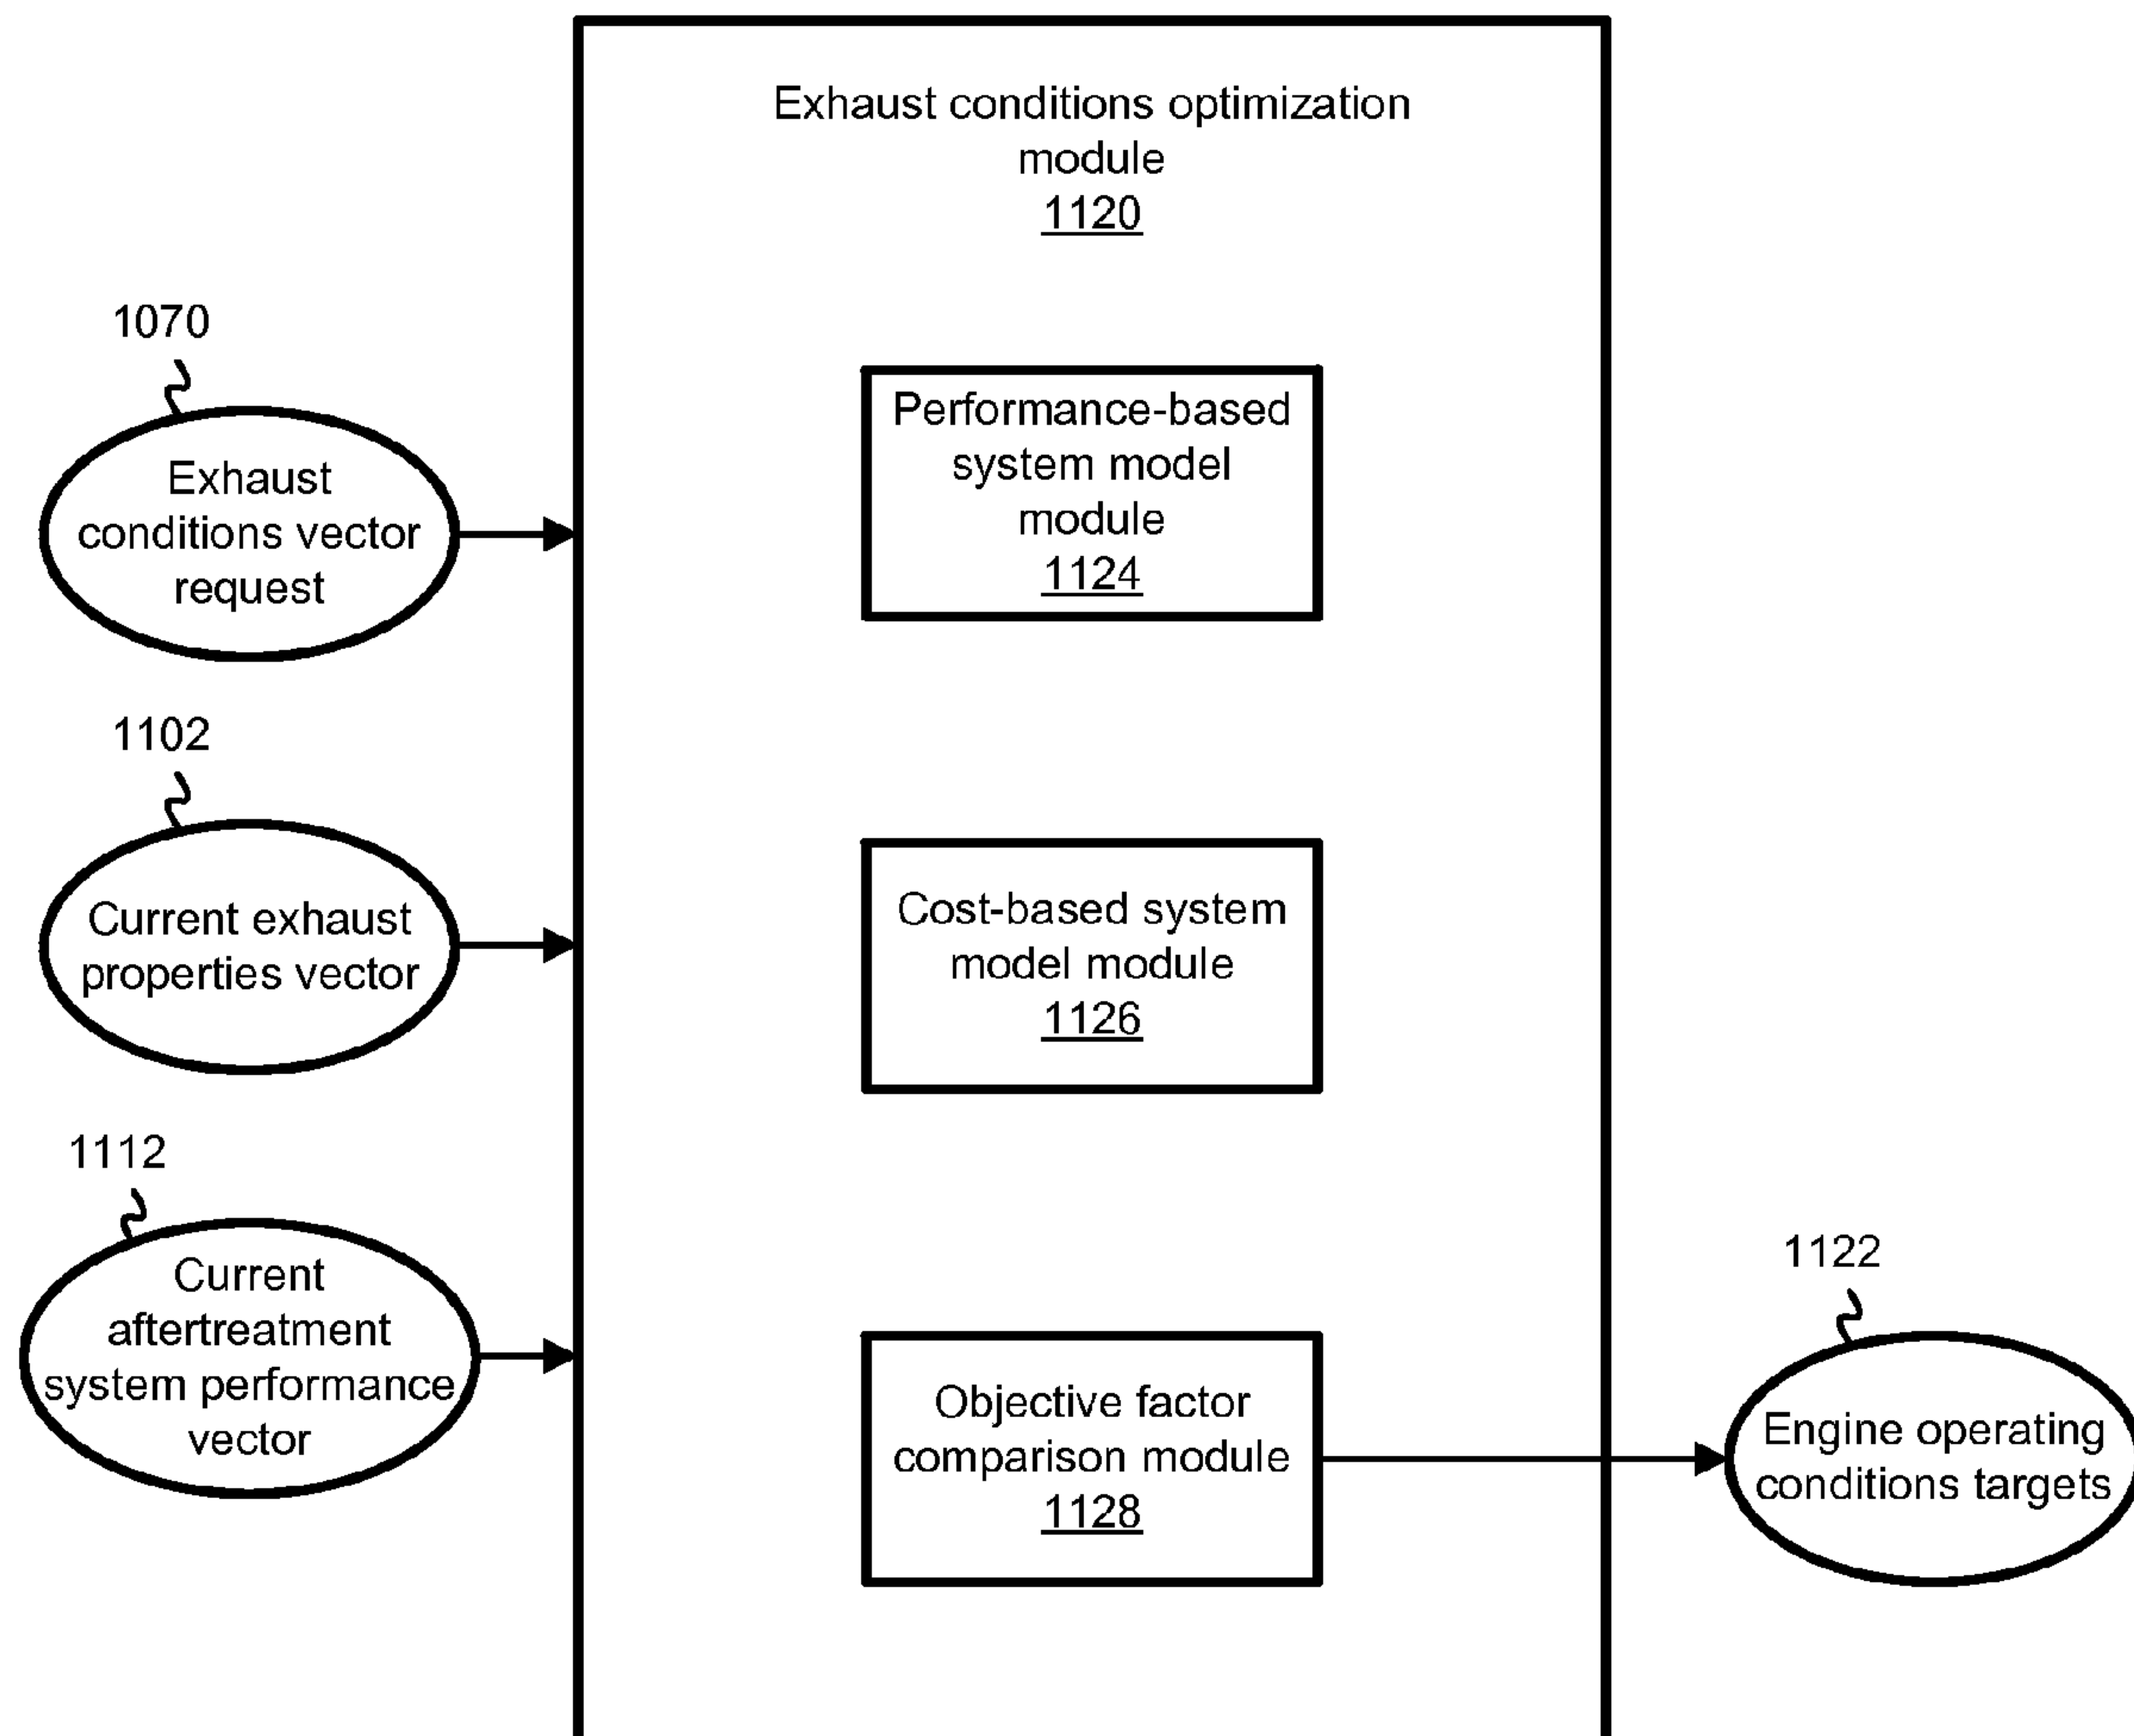 Exhaust conditions optimization
module
1120
1070
Exhaust
conditions vector
request
Performance-based
system model
module
1124
1102
Current exhaust
properties vector
Cost-based system
model module
1126
1112
Current
aftertreatment
system performance
vector
Objective factor
comparison module
1128
1122
Engine operating
conditions targets